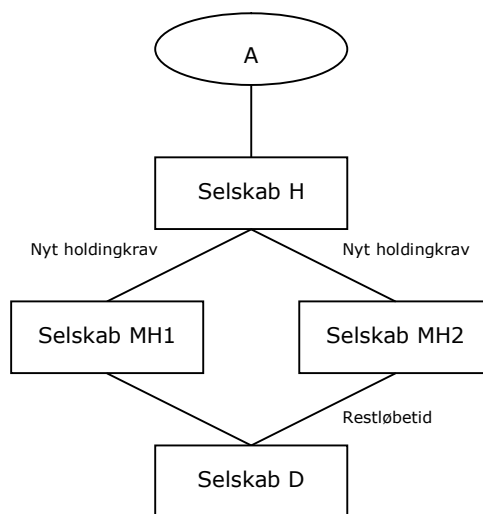 A
Selskab H
Nyt holdingkrav
Nyt holdingkrav
Selskab MH1
Selskab MH2
Restløbetid
Selskab D